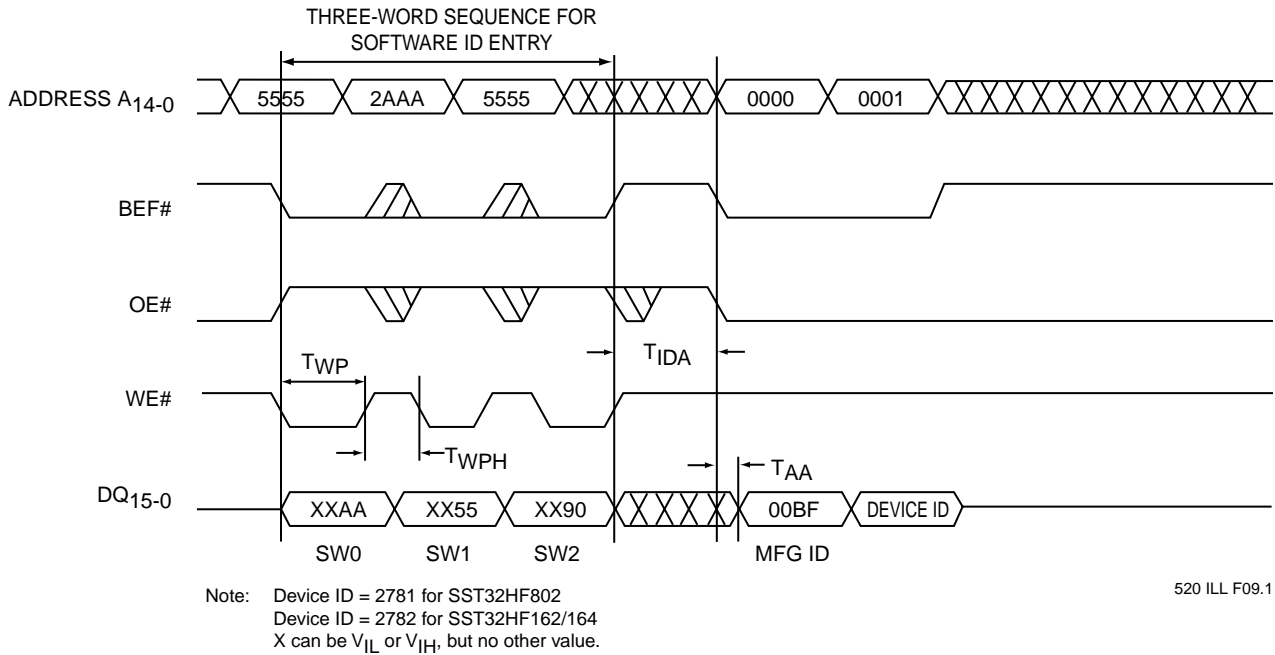 THREE-WORD SEQUENCE FOR
SOFTWARE ID ENTRY
ADDRESS A14-0
5555 2AAA 5555 0000 0001
BEF#
OE#
TIDA
TWP
WE#
TWPH
TAA
DQ15-0
XXAA XX55 XX90 00BF DEVICE ID
SW0 SW1 SW2 MFG ID
Note: Device ID = 2781 for SST32HF802
520 ILL F09.1
Device ID = 2782 for SST32HF162/164
X can be VIL or VIH, but no other value.